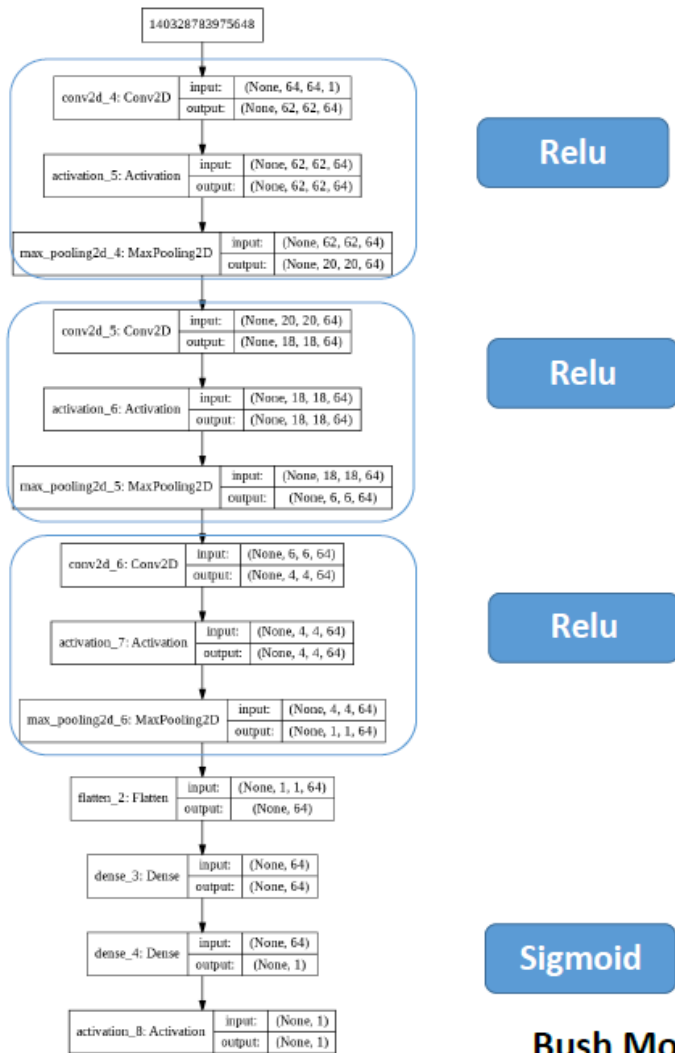 140328783975648
conv2d_4: Conv2D input: (None, 64, 64, 1)
output: (None, 62, 62, 64)
Relu
activation_5: Activation input: (None, 62, 62, 64)
output: (None, 62, 62, 64)
max_pooling2d_4: MaxPooling2D input: (None, 62, 62, 64)
output: (None, 20, 20, 64)
conv2d_5: Conv2D input: (None, 20, 20, 64)
output: (None, 18, 18, 64)
Relu
activation_6: Activation input: (None, 18, 18, 64)
output: (None, 18, 18, 64)
max_pooling2d_5: MaxPooling2D input: (None, 18, 18, 64)
output: (None, 6, 6, 64)
conv2d_6: Conv2D input: (None, 6, 6, 64)
output: (None, 4, 4, 64)
Relu
activation_7: Activation input: (None, 4, 4, 64)
output: (None, 4, 4, 64)
max_pooling2d_6: MaxPooling2D input: (None, 4, 4, 64)
output: (None, 1, 1, 64)
flatten_2: Flatten input: (None, 1, 1, 64)
output: (None, 64)
dense_3: Dense input: (None, 64)
output: (None, 64)
dense_4: Dense input: (None, 64)
output: (None, 1)
Sigmoid
activation_8: Activation input: (None, 1)
output: (None, 1)
Bush